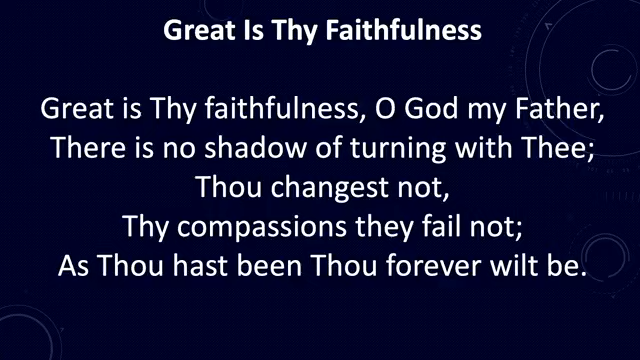 Great Is Thy Faithfulness
Great is Thy faithfulness, O God my Father,
There is no shadow of turning with Thee;
Thou changest not,
Thy compassions they fail not;
As Thou hast been Thou forever wilt be.